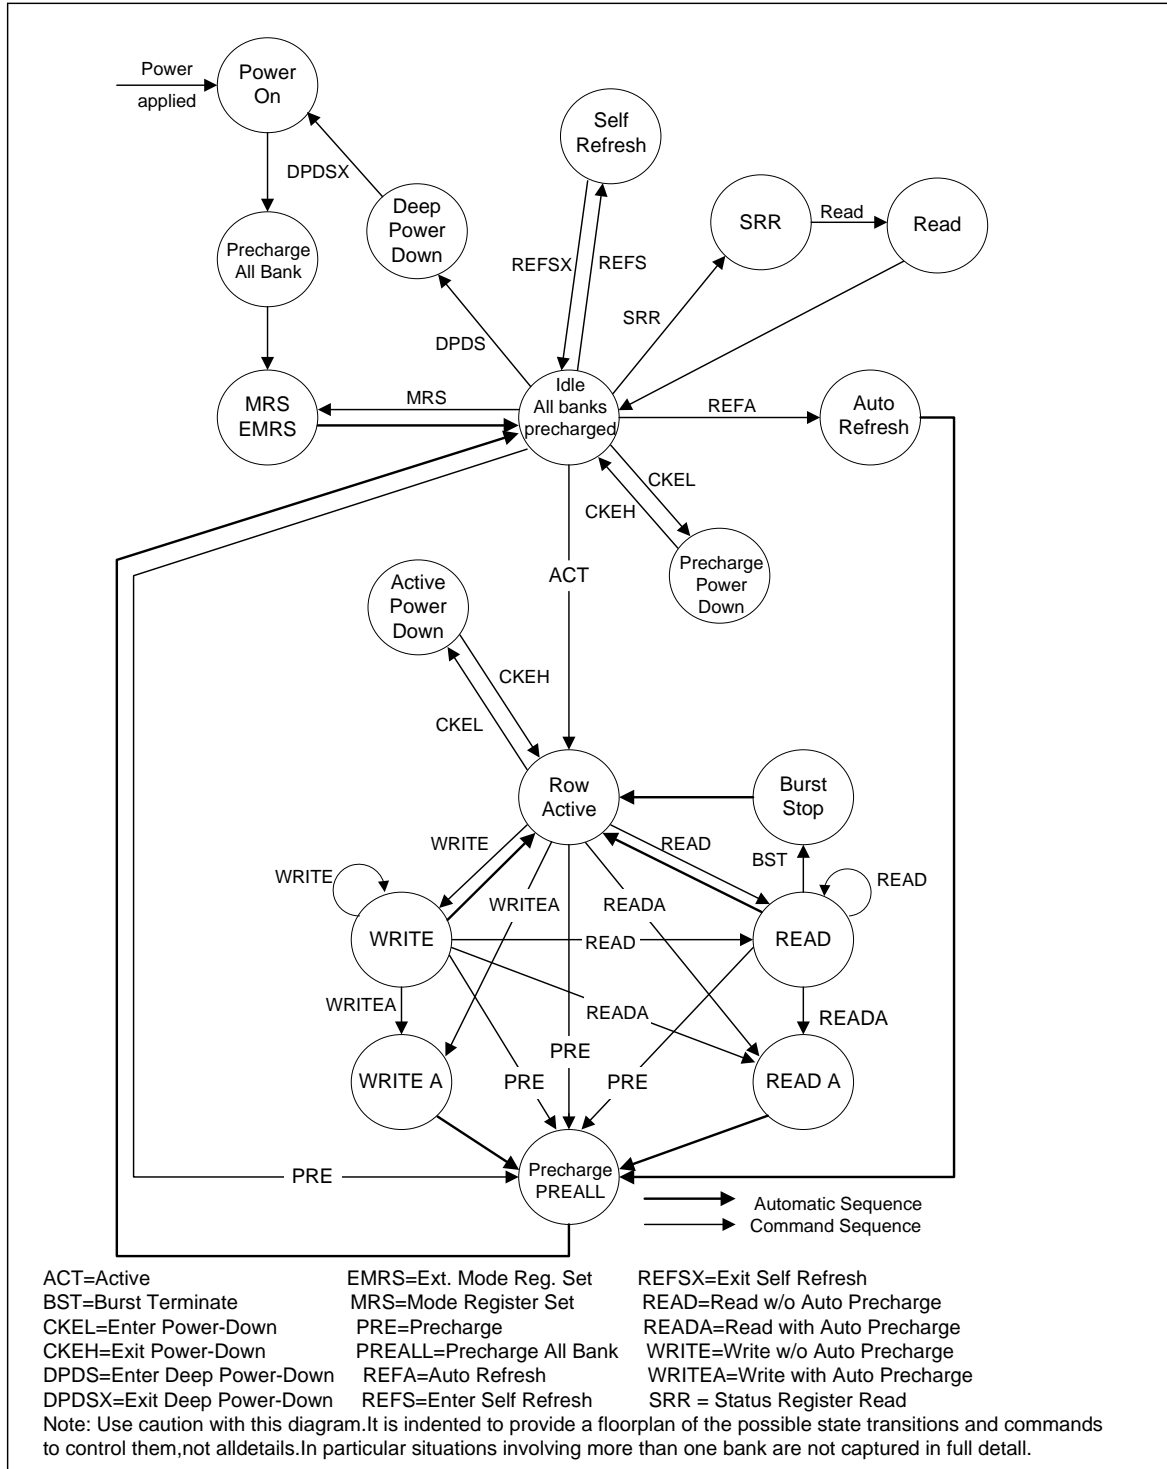 Power
applied
Power
On
Self
Refresh
DPDSX
Deep
Power
Down
SRR
Read
Read
Precharge
All Bank
REFSX
REFS
SRR
DPDS
MRS
EMRS
MRS
Idle
All banks
precharged
REFA
Auto
Refresh
CKEL
CKEH
Precharge
Power
Down
ACT
Active
Power
Down
CKEH
CKEL
Row
Active
Burst
Stop
WRITE
READ
BST
WRITE
READ
WRITEA
READA
WRITE
READ
READ
WRITEA
READA
READA
PRE
WRITE A
PRE
PRE
READ A
PRE
Precharge
PREALL
Automatic Sequence
Command Sequence
ACT=Active EMRS=Ext. Mode Reg. Set REFSX=Exit Self Refresh
BST=Burst Terminate MRS=Mode Register Set READ=Read w/o Auto Precharge
CKEL=Enter Power-Down PRE=Precharge READA=Read with Auto Precharge
CKEH=Exit Power-Down PREALL=Precharge All Bank WRITE=Write w/o Auto Precharge
DPDS=Enter Deep Power-Down REFA=Auto Refresh WRITEA=Write with Auto Precharge
DPDSX=Exit Deep Power-Down REFS=Enter Self Refresh SRR = Status Register Read
Note: Use caution with this diagram.It is indented to provide a floorplan of the possible state transitions and commands
to control them,not alldetails.In particular situations involving more than one bank are not captured in full detall.